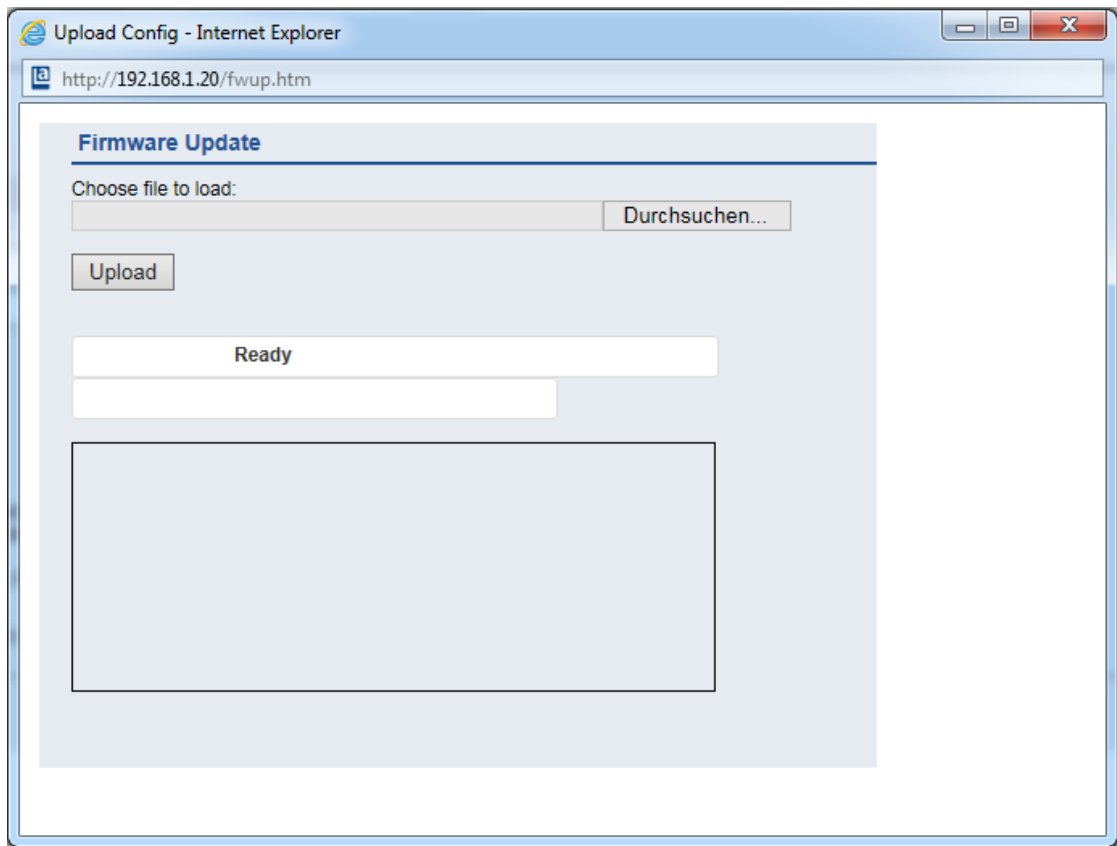 Upload Config - Internet Explorer
http://192.168.1.20/fwup.htm
Firmware Update
Choose file to load:
Durchsuchen...
Upload
Ready